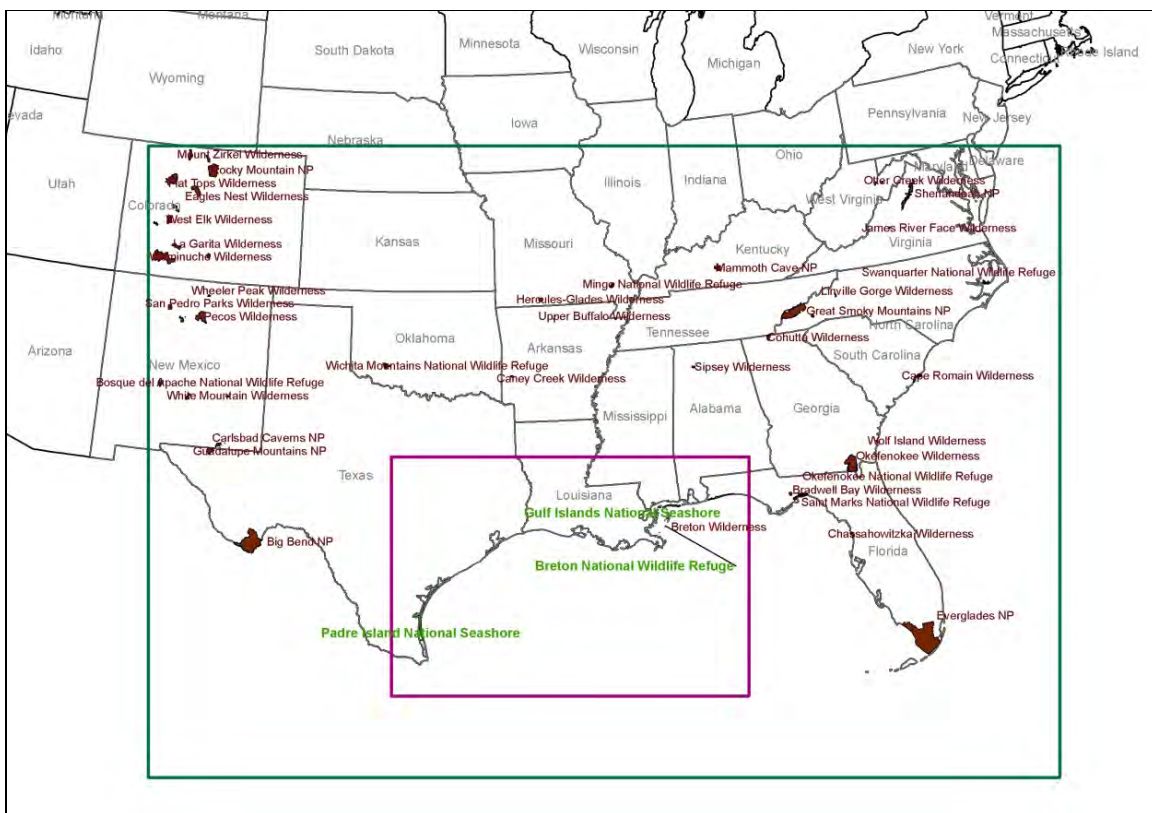 Montana
Montana
Vermont
Idaho
South Dakota
Minnesota
Wisconsin
New York
Massachusetts
Wyoming
Michigan
Connecticut
Rhode Island
evada
Nebraska
Iowa
Pennsylvania
New Jersey
Utah
Mount Zirkel Wilderness
Rocky Mountain NP
Flat Tops Wilderness
Eagles Nest Wilderness
Colorado
West Elk Wilderness
La Garita Wilderness
Weminuche Wilderness
Kansas
Missouri
Illinois
Indiana
Ohio
Maryland
Delaware
Otter Creek Wilderness
Shenandoah NP
West Virginia
James River Face Wilderness
Virginia
Kentucky
Mammoth Cave NP
Wheeler Peak Wilderness
San Pedro Parks Wilderness
Pecos Wilderness
Mingo National Wildlife Refuge
Hercules-Glades Wilderness
Upper Buffalo Wilderness
Swanquarter National Wildlife Refuge
Linville Gorge Wilderness
Great Smoky Mountains NP
North Carolina
Tennessee
Cohutta Wilderness
Arizona
New Mexico
Oklahoma
Arkansas
South Carolina
Wichita Mountains National Wildlife Refuge
Caney Creek Wilderness
Sipsey Wilderness
Cape Romain Wilderness
Bosque del Apache National Wildlife Refuge
White Mountain Wilderness
Mississippi
Alabama
Georgia
Carlsbad Caverns NP
Guadalupe Mountains NP
Wolf Island Wilderness
Okefenokee Wilderness
Okefenokee National Wildlife Refuge
Texas
Louisiana
Bradwell Bay Wilderness
Saint Marks National Wildlife Refuge
Gulf Islands National Seashore
Breton Wilderness
Chassahowitzka Wilderness
Florida
Big Bend NP
Breton National Wildlife Refuge
Everglades NP
Padre Island National Seashore